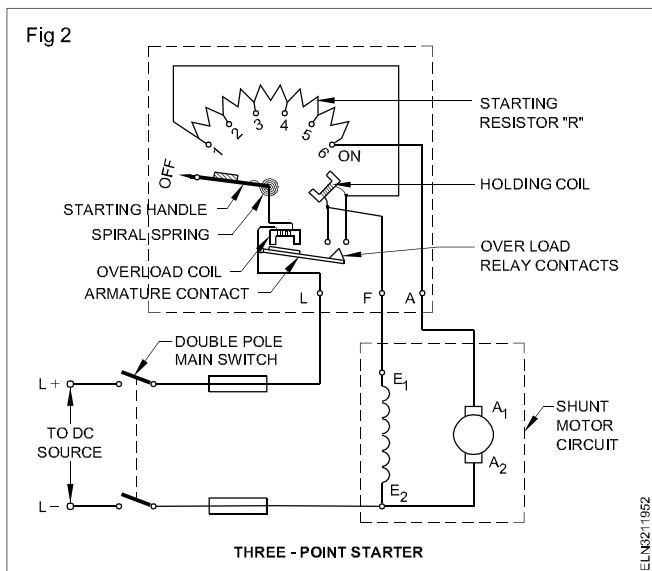 Fig 2
STARTING
RESISTOR "R"
1
2
3
4
5
6
ON
OFF
HOLDING COIL
STARTING HANDLE
SPIRAL SPRING
OVERLOAD COIL
ARMATURE CONTACT
OVER LOAD
RELAY CONTACTS
L
F
A
DOUBLE POLE
MAIN SWITCH
L +
TO DC
SOURCE
L –
E1
E2
A1
A2
SHUNT
MOTOR
CIRCUIT
THREE - POINT STARTER
ELN3211952